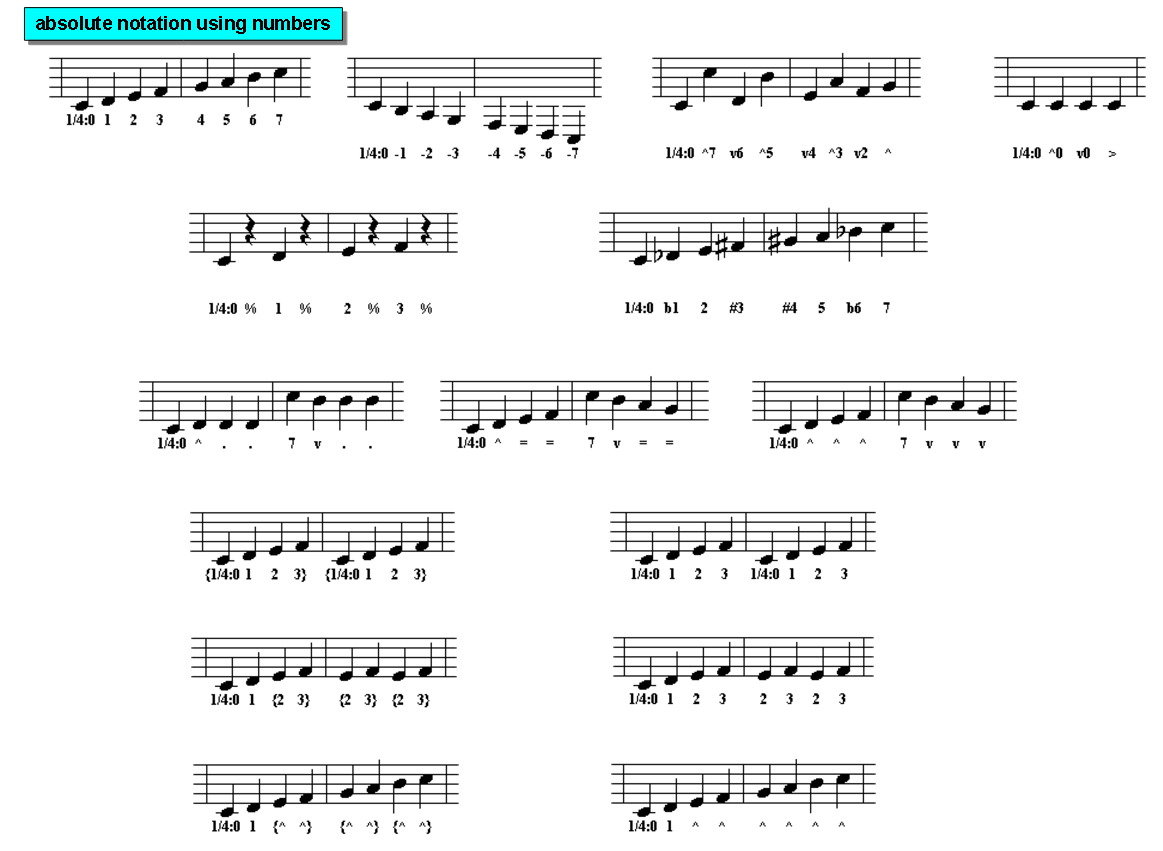 absolute notation using numbers
1/4:0 1 2 3 4 5 6 7
1/4:0 -1 -2 -3 -4 -5 -6 -7
1/4:0 ^7 v6 ^5 v4 ^3 v2 ^
1/4:0 ^0 v0 >
1/4:0 % 1 % 2 % 3 %
1/4:0 b1 2 #3 #4 5 b6 7
1/4:0 ^ . . 7 v . .
1/4:0 ^ = = 7 v = =
1/4:0 ^ ^ ^ 7 v v v
{1/4:0 1 2 3} {1/4:0 1 2 3}
1/4:0 1 2 3 1/4:0 1 2 3
1/4:0 1 {2 3} {2 3} {2 3}
1/4:0 1 2 3 2 3 2 3
1/4:0 1 {^ ^} {^ ^} {^ ^}
1/4:0 1 ^ ^ ^ ^ ^ ^